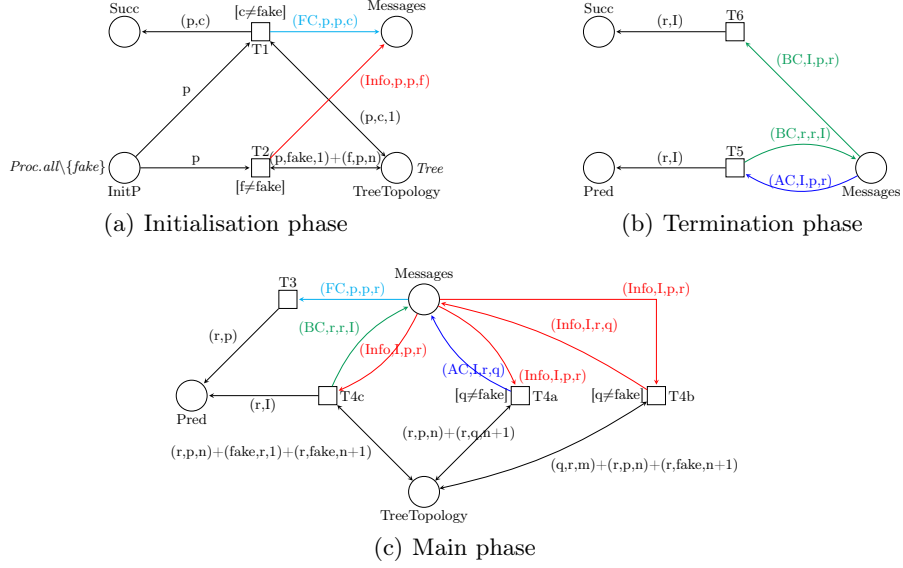 Succ
[c≠fake]
Messages
(p,c)
(FC,p,p,c)
T1
p
(Info,p,p,f)
(p,c,1)
T2
Proc.all\{fake}
p
(p,fake,1)+(f,p,n)
Tree
InitP
[f≠fake]
TreeTopology
(a) Initialisation phase
Succ
T6
(r,I)
(BC,I,p,r)
(BC,r,r,I)
T5
(r,I)
(AC,I,p,r)
Pred
Messages
(b) Termination phase
Messages
T3
(FC,p,p,r)
(Info,I,p,r)
(BC,r,r,I)
(Info,I,r,q)
(r,p)
(Info,I,p,r)
(AC,I,r,q)
(Info,I,p,r)
T4c
[q≠fake]
T4a
[q≠fake]
T4b
Pred
(r,I)
(r,p,n)+(r,q,n+1)
(r,p,n)+(fake,r,1)+(r,fake,n+1)
(q,r,m)+(r,p,n)+(r,fake,n+1)
TreeTopology
(c) Main phase